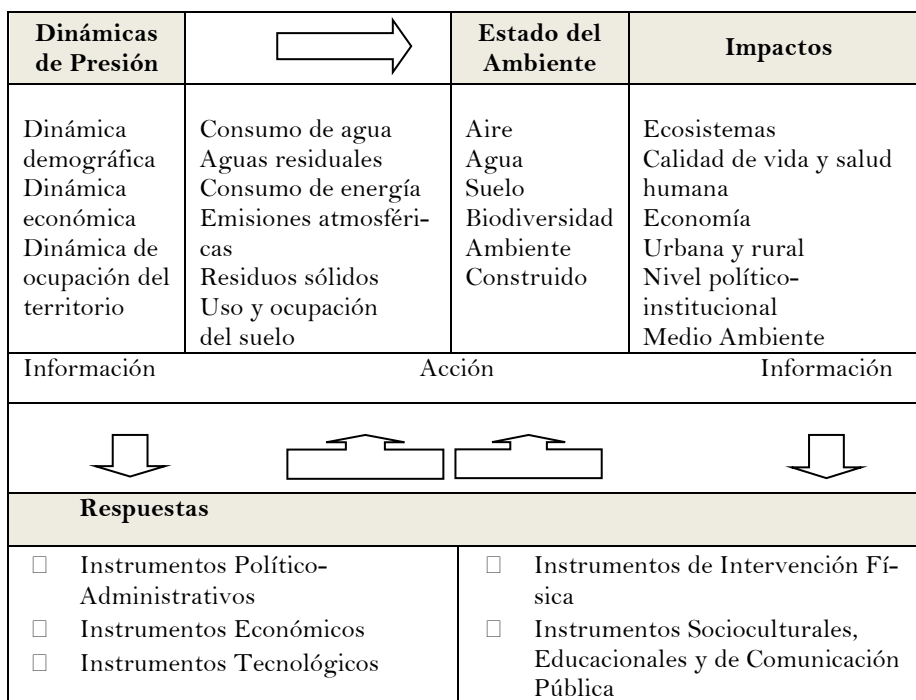 Dinámicas
de Presión
Estado del
Ambiente
Impactos
Dinámica
demográfica
Dinámica
económica
Dinámica de
ocupación del
territorio
Consumo de agua
Aguas residuales
Consumo de energía
Emisiones atmosféri-
cas
Residuos sólidos
Uso y ocupación
del suelo
Aire
Agua
Suelo
Biodiversidad
Ambiente
Construido
Ecosistemas
Calidad de vida y salud
humana
Economía
Urbana y rural
Nivel político-
institucional
Medio Ambiente
Información Acción Información
Respuestas
Instrumentos Político-
Administrativos
Instrumentos Económicos
Instrumentos Tecnológicos
Instrumentos de Intervención Fí-
sica
Instrumentos Socioculturales,
Educacionales y de Comunicación
Pública